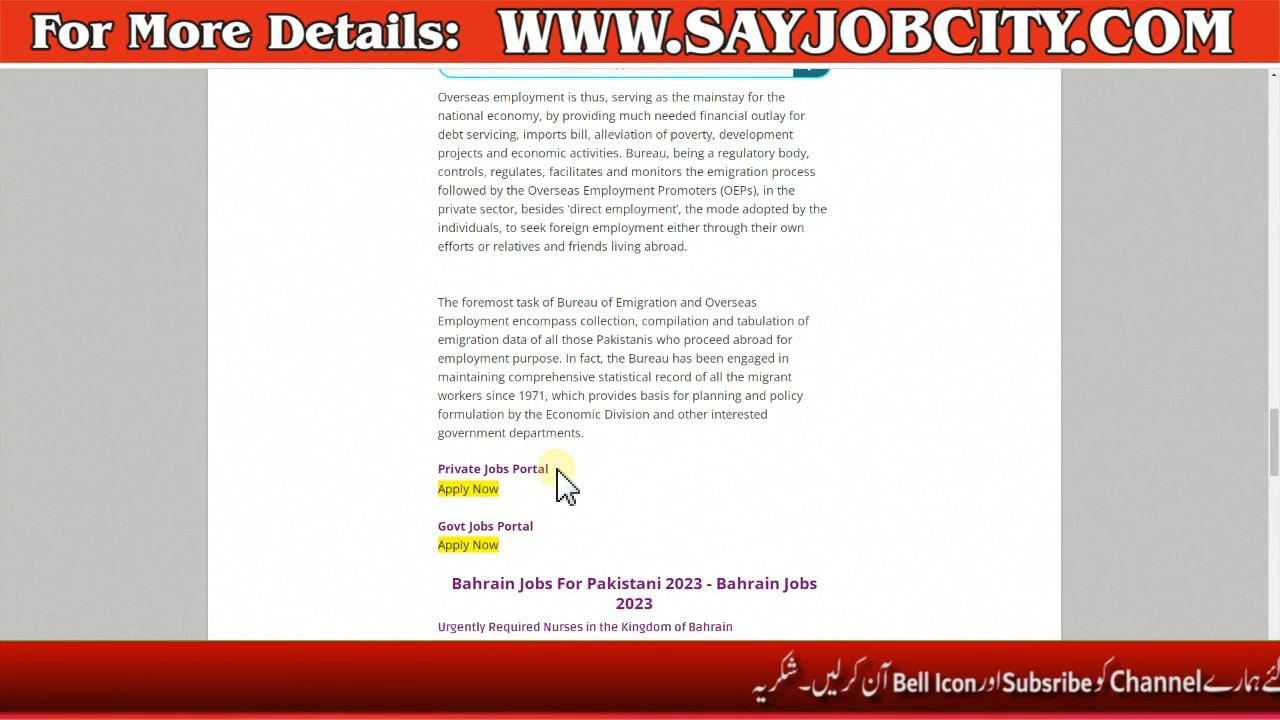 For More Details: WWW.SAYJOBCITY.COM
Overseas employment is thus, serving as the mainstay for the
national economy, by providing much needed financial outlay for
debt servicing, imports bill, alleviation of poverty, development
projects and economic activities. Bureau, being a regulatory body,
controls, regulates, facilitates and monitors the emigration process
followed by the Overseas Employment Promoters (OEPs), in the
private sector, besides ‘direct employment’, the mode adopted by the
individuals, to seek foreign employment either through their own
efforts or relatives and friends living abroad.
The foremost task of Bureau of Emigration and Overseas
Employment encompass collection, compilation and tabulation of
emigration data of all those Pakistanis who proceed abroad for
employment purpose. In fact, the Bureau has been engaged in
maintaining comprehensive statistical record of all the migrant
workers since 1971, which provides basis for planning and policy
formulation by the Economic Division and other interested
government departments.
Private Jobs Portal
Apply Now
Govt Jobs Portal
Apply Now
Bahrain Jobs For Pakistani 2023 - Bahrain Jobs
2023
Urgently Required Nurses in the Kingdom of Bahrain
ہمارے Channel کو Subsribe اور Bell Icon آن کرلیں۔ شکریہ